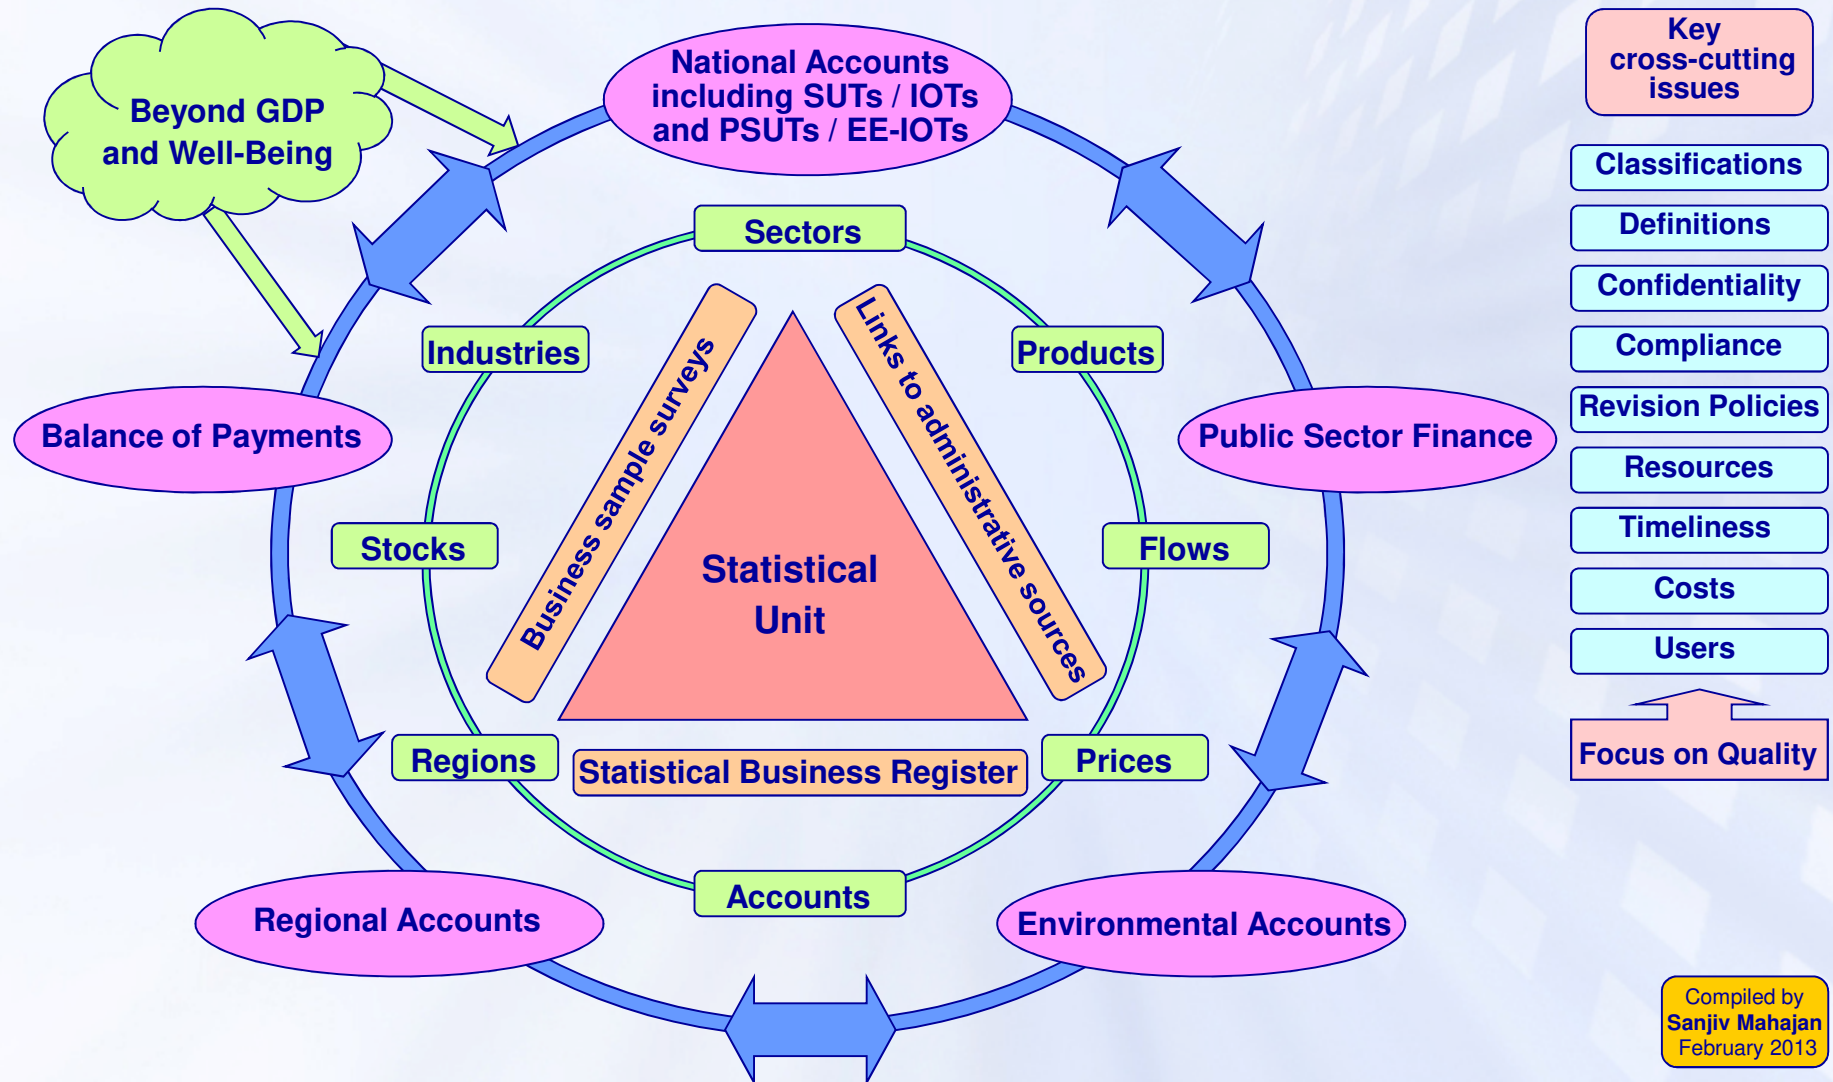 Beyond GDP
and Well-Being
National Accounts
including SUTs / IOTs
and PSUTs / EE-IOTs
Sectors
Industries
Products
Business sample surveys
Links to administrative sources
Balance of Payments
Public Sector Finance
Stocks
Flows
Statistical
Unit
Regions
Statistical Business Register
Prices
Accounts
Regional Accounts
Environmental Accounts
Key
cross-cutting
issues
Classifications
Definitions
Confidentiality
Compliance
Revision Policies
Resources
Timeliness
Costs
Users
Focus on Quality
Compiled by
Sanjiv Mahajan
February 2013